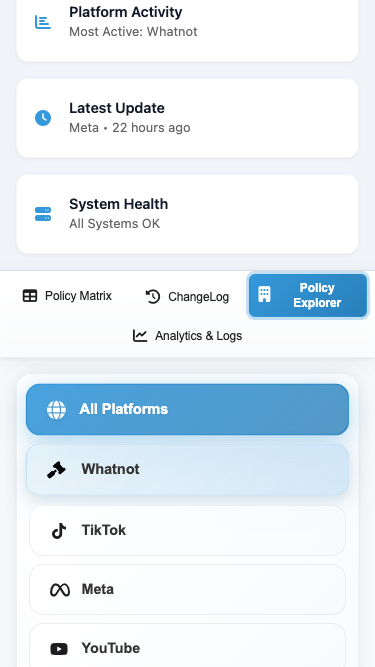 Platform Activity
Most Active: Whatnot
Latest Update
Meta • 22 hours ago
System Health
All Systems OK
Policy Matrix
ChangeLog
Policy
Explorer
Analytics & Logs
All Platforms
Whatnot
TikTok
Meta
YouTube